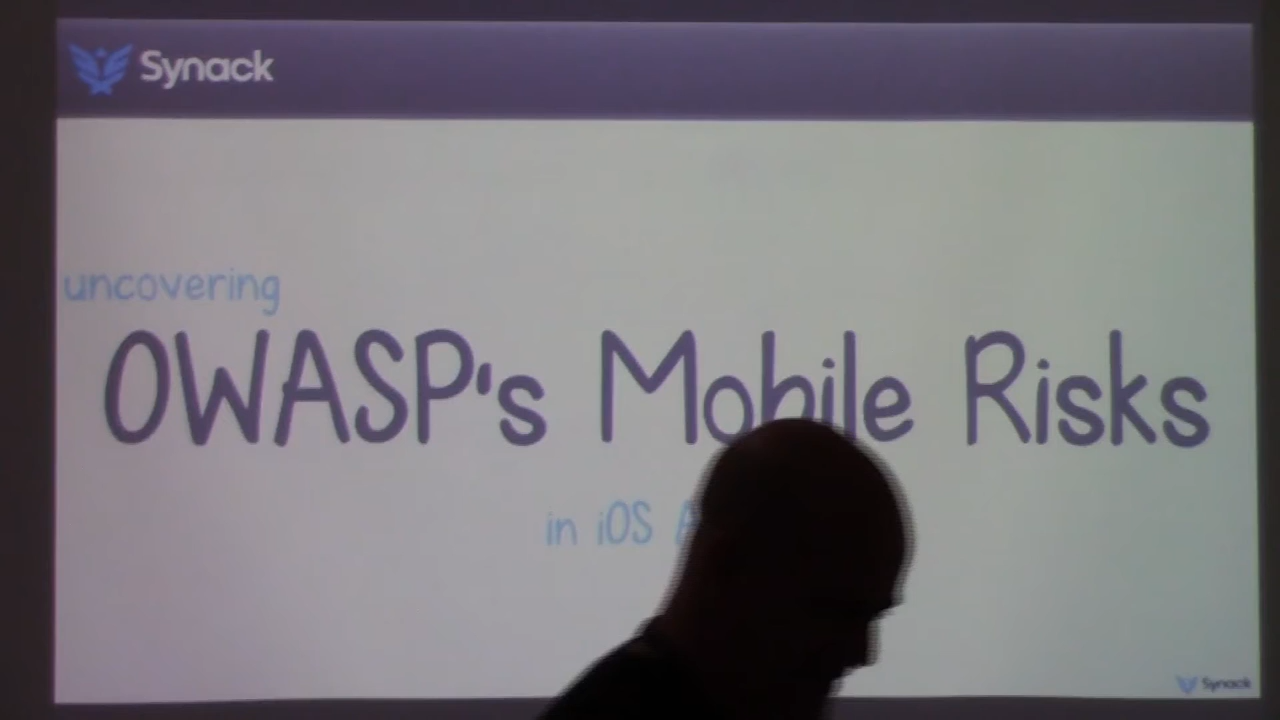 Synack
uncovering
OWASP's Mobile Risks
in iOS
Synack